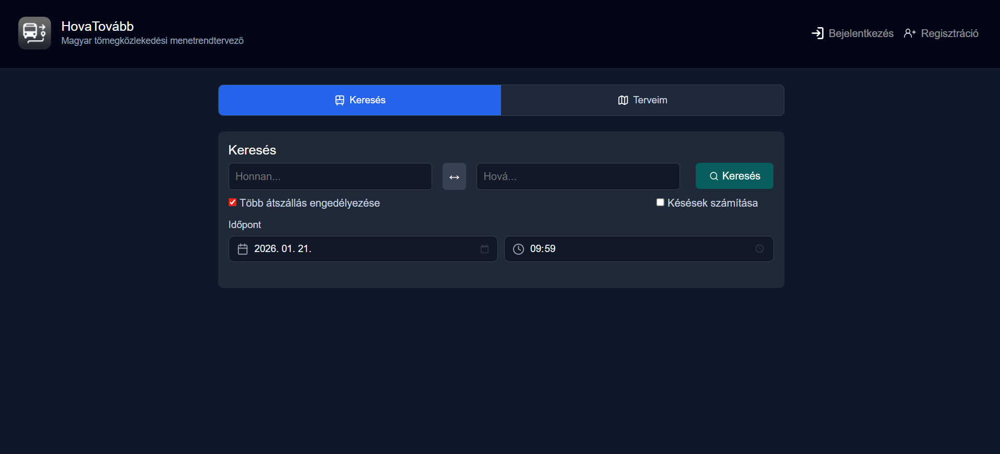 HovaTovább
Magyar tömegközlekedési menetrendtervező
Bejelentkezés
Regisztráció
Keresés
Terveim
Keresés
Honnan...
Hová...
Keresés
Több átszállás engedélyezése
Késések számítása
Időpont
2026. 01. 21.
09:59